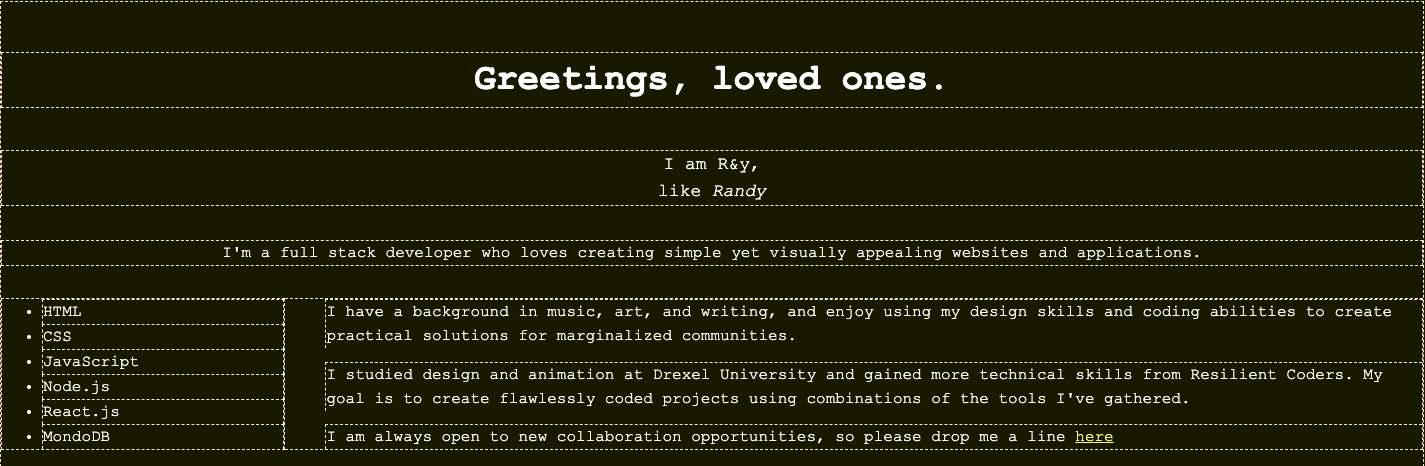 Greetings, loved ones.
I am R&y,
like Randy
I'm a full stack developer who loves creating simple yet visually appealing websites and applications.
HTML
CSS
JavaScript
Node.js
React.js
MondoDB
I have a background in music, art, and writing, and enjoy using my design skills and coding abilities to create
practical solutions for marginalized communities.
I studied design and animation at Drexel University and gained more technical skills from Resilient Coders. My
goal is to create flawlessly coded projects using combinations of the tools I've gathered.
I am always open to new collaboration opportunities, so please drop me a line here